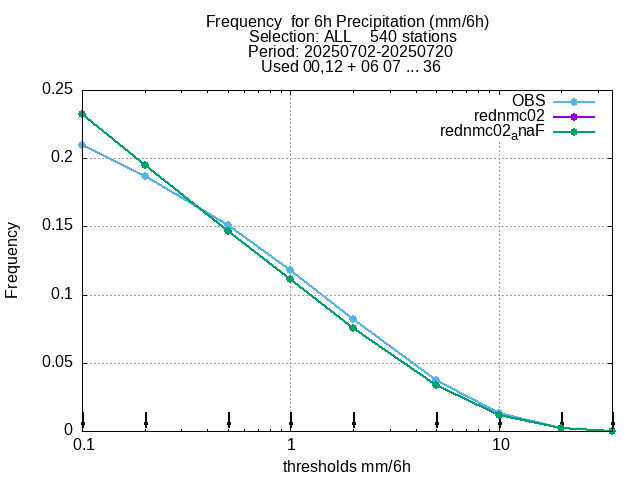 Frequency  for 6h Precipitation (mm/6h)
Selection: ALL    540 stations
Period: 20250702-20250720
Used 00,12 + 06 07 ... 36
OBS
rednmc02
rednmc02anaF
Frequency
0.25
0.2
0.15
0.1
0.05
0
0.1 1 10
thresholds mm/6h